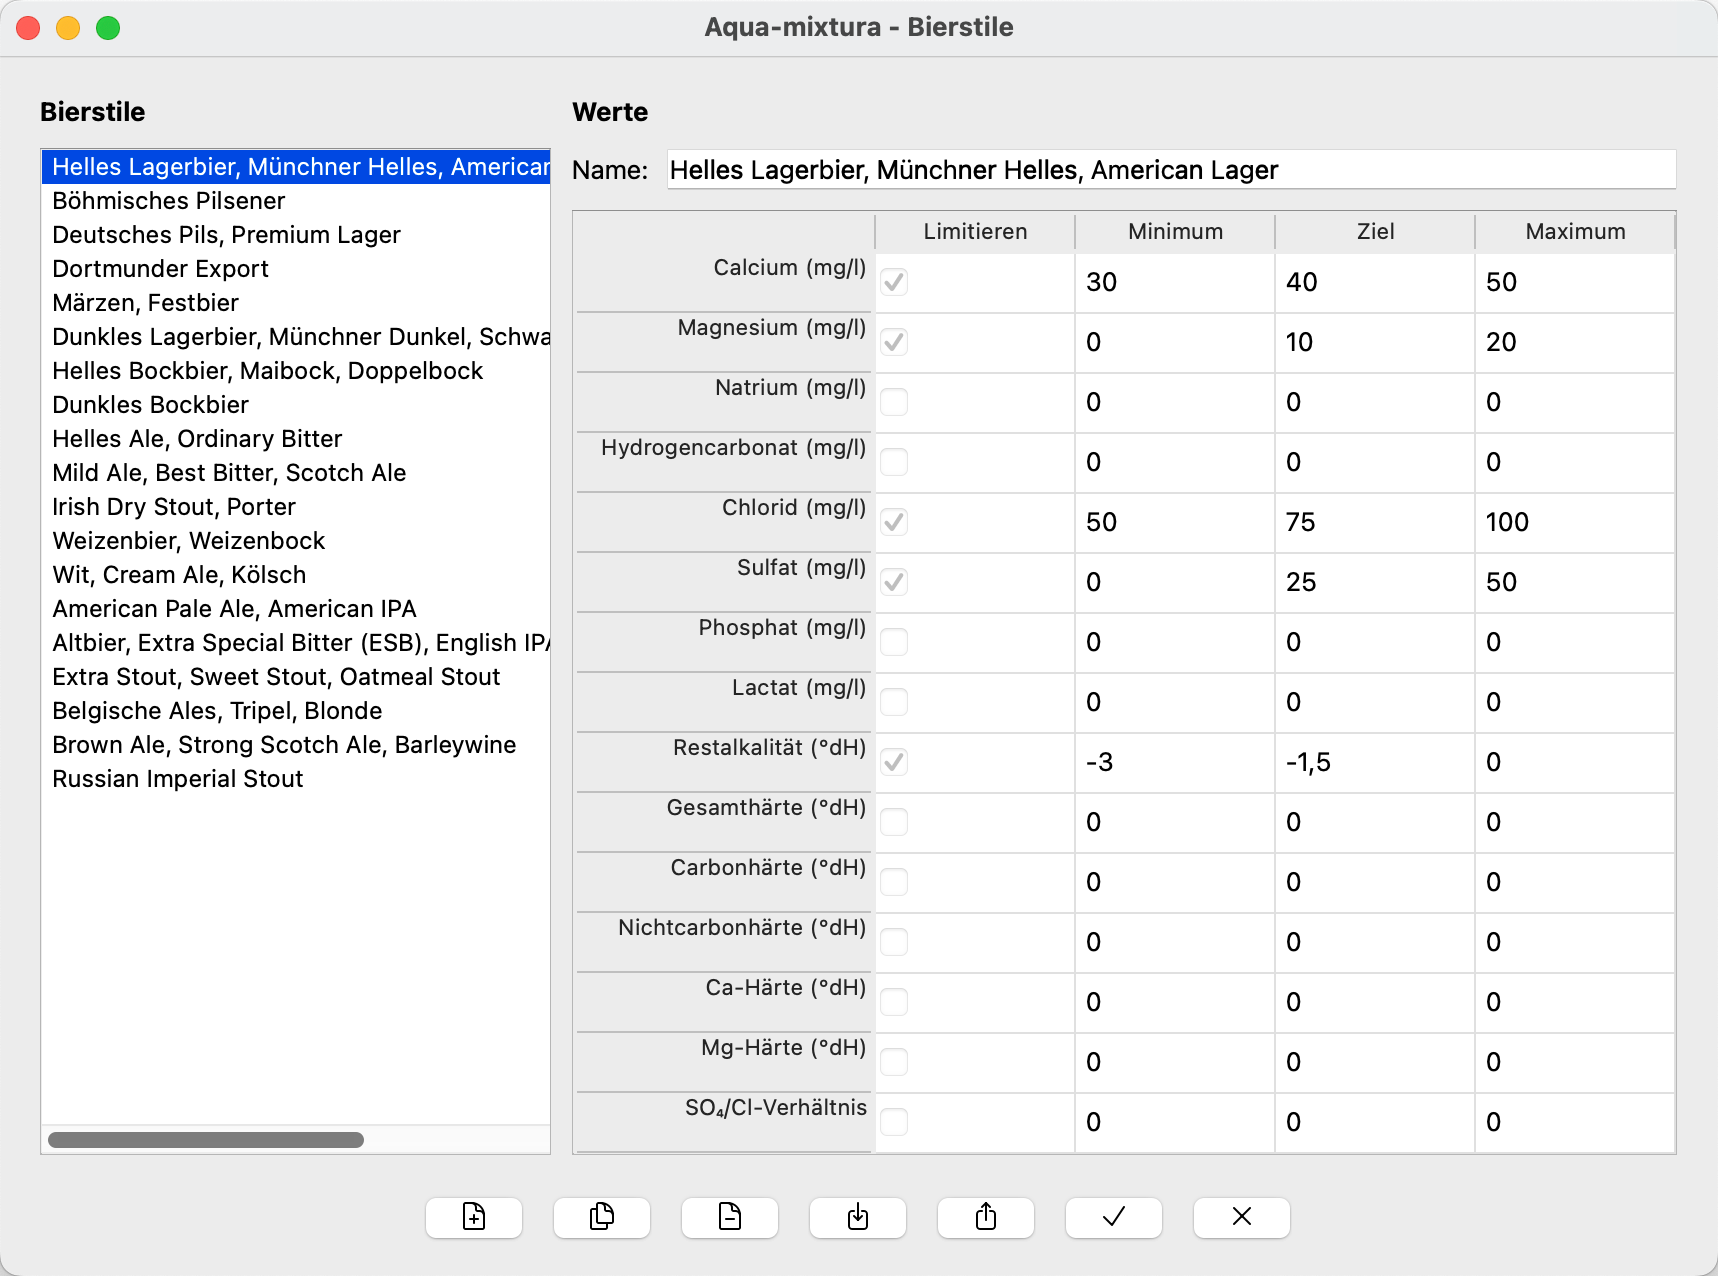 Aqua-mixtura - Bierstile
Bierstile
Helles Lagerbier, Münchner Helles, American
Böhmisches Pilsener
Deutsches Pils, Premium Lager
Dortmunder Export
Märzen, Festbier
Dunkles Lagerbier, Münchner Dunkel, Schwa
Helles Bockbier, Maibock, Doppelbock
Dunkles Bockbier
Helles Ale, Ordinary Bitter
Mild Ale, Best Bitter, Scotch Ale
Irish Dry Stout, Porter
Weizenbier, Weizenbock
Wit, Cream Ale, Kölsch
American Pale Ale, American IPA
Altbier, Extra Special Bitter (ESB), English IPA
Extra Stout, Sweet Stout, Oatmeal Stout
Belgische Ales, Tripel, Blonde
Brown Ale, Strong Scotch Ale, Barleywine
Russian Imperial Stout
Werte
Name: Helles Lagerbier, Münchner Helles, American Lager
Limitieren Minimum Ziel Maximum
Calcium (mg/l) 30 40 50
Magnesium (mg/l) 0 10 20
Natrium (mg/l) 0 0 0
Hydrogencarbonat (mg/l) 0 0 0
Chlorid (mg/l) 50 75 100
Sulfat (mg/l) 0 25 50
Phosphat (mg/l) 0 0 0
Lactat (mg/l) 0 0 0
Restalkalität (°dH) -3 -1,5 0
Gesamthärte (°dH) 0 0 0
Carbonhärte (°dH) 0 0 0
Nichtcarbonhärte (°dH) 0 0 0
Ca-Härte (°dH) 0 0 0
Mg-Härte (°dH) 0 0 0
SO₄/Cl-Verhältnis 0 0 0